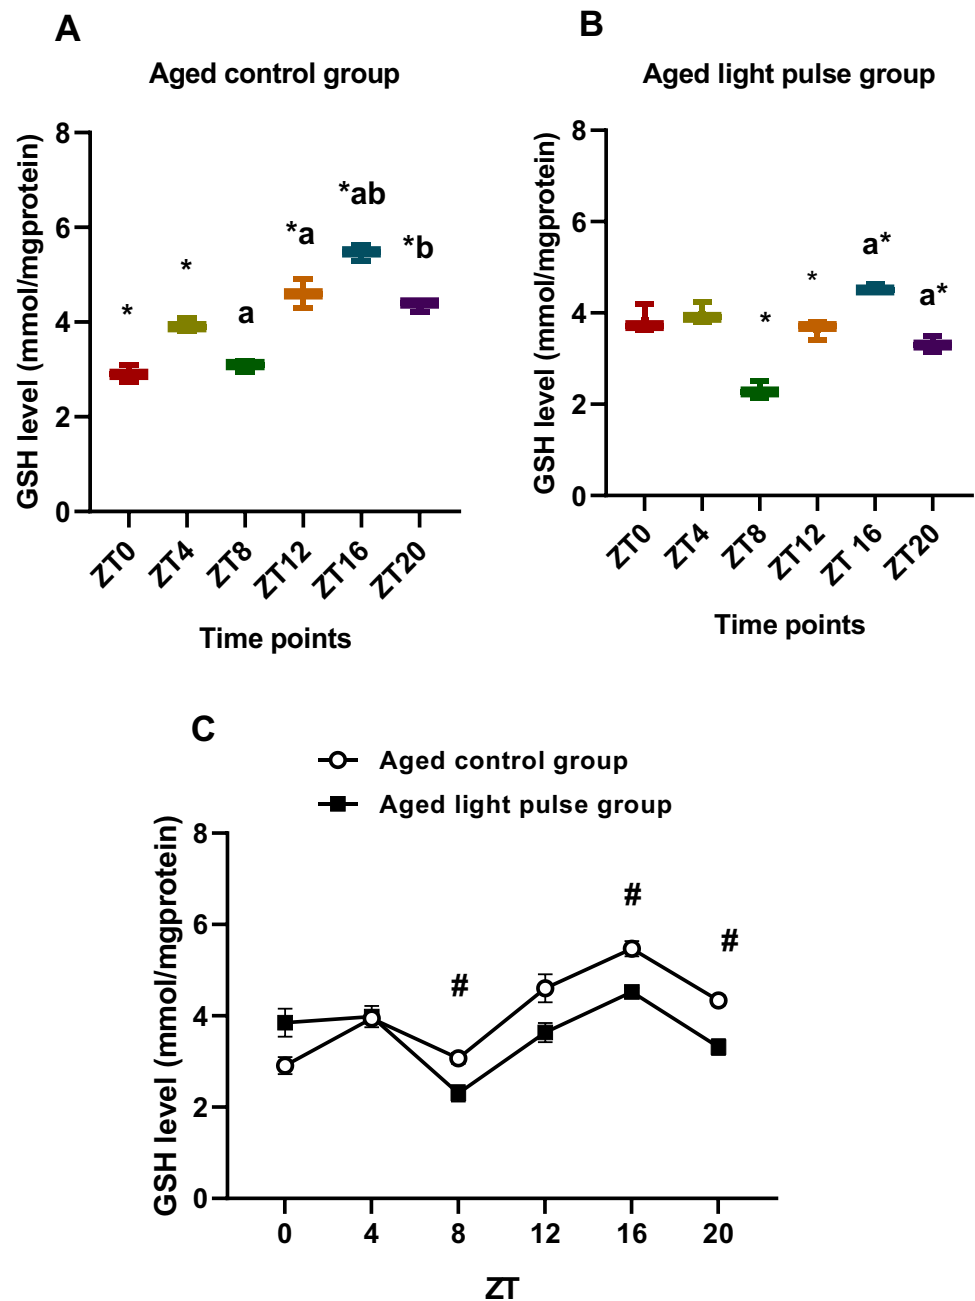 A
Aged control group
GSH level (mmol/mgprotein)
8
6
4
2
0
*
*
a
*a
*ab
*b
ZT0
ZT4
ZT8
ZT12
ZT16
ZT20
Time points
B
Aged light pulse group
GSH level (mmol/mgprotein)
8
6
4
2
0
*
*
a*
a*
ZT0
ZT4
ZT8
ZT12
ZT 16
ZT20
Time points
C
Aged control group
Aged light pulse group
GSH level (mmol/mgprotein)
8
6
4
2
0
#
#
#
0
4
8
12
16
20
ZT